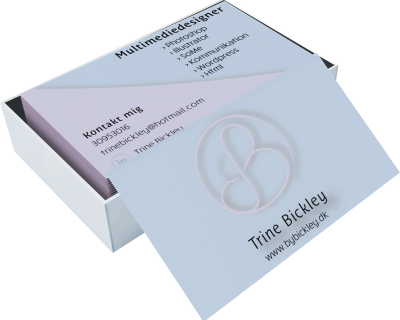 Multimediedesigner
› Photoshop
› Illustrator
› SoMe
› Kommunikation
› Wordpress
› Html
Kontakt mig
30953016
trinebickley@hotmail.com
in Trine Bickley
B
Trine Bickley
www.bybickley.dk